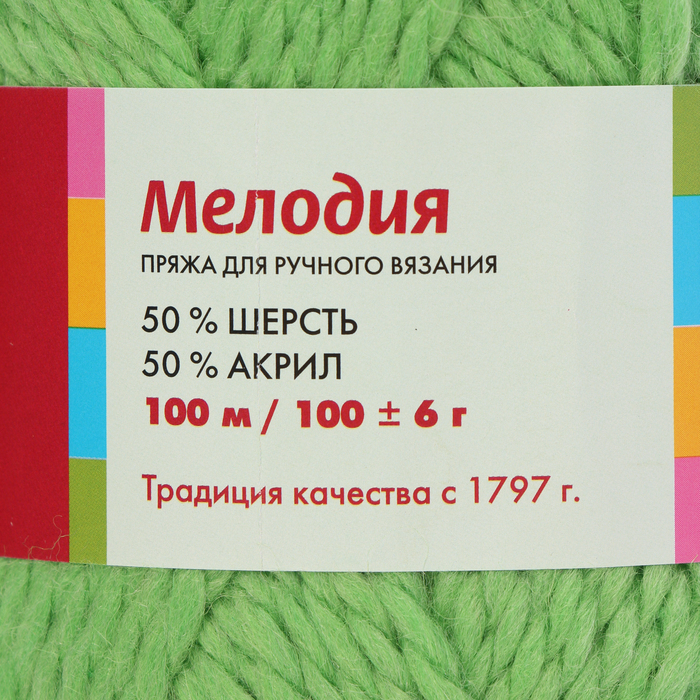 Мелодия
ПРЯЖА ДЛЯ РУЧНОГО ВЯЗАНИЯ
50 % ШЕРСТЬ
50 % АКРИЛ
100 м / 100 ± 6 г
Традиция качества с 1797 г.